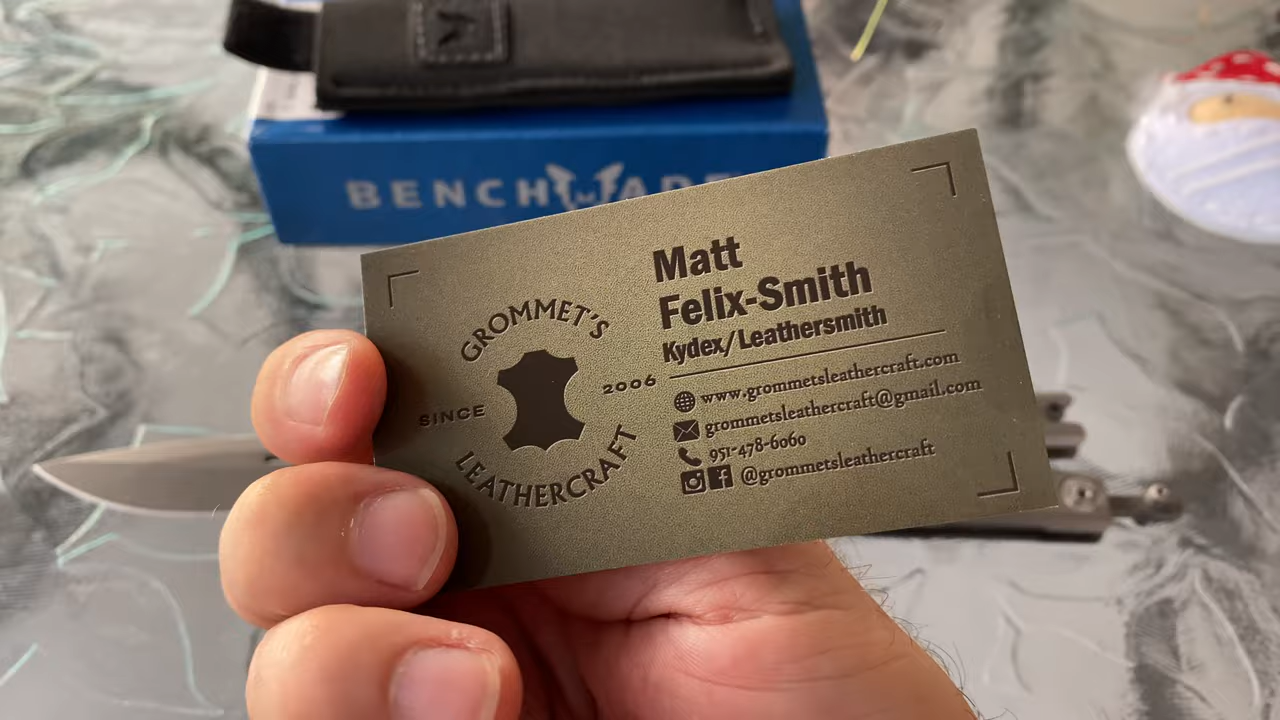 BENCHMADE
GROMMET'S
SINCE 2006
LEATHERCRAFT
Matt
Felix-Smith
Kydex/Leathersmith
www.grommetsleathercraft.com
grommetsleathercraft@gmail.com
951-478-6060
@grommetsleathercraft